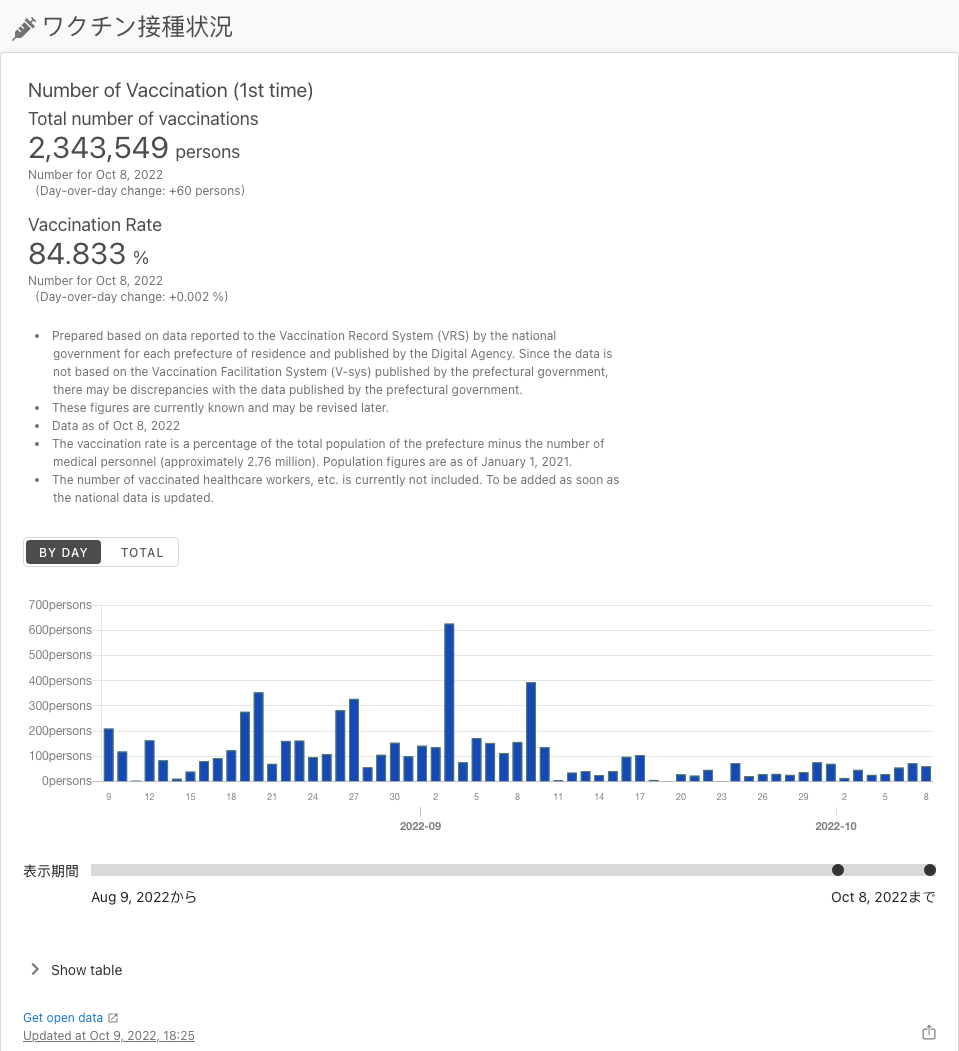 ワクチン接種状況
Number of Vaccination (1st time)
Total number of vaccinations
2,343,549 persons
Number for Oct 8, 2022
(Day-over-day change: +60 persons)
Vaccination Rate
84.833 %
Number for Oct 8, 2022
(Day-over-day change: +0.002 %)
• Prepared based on data reported to the Vaccination Record System (VRS) by the national
government for each prefecture of residence and published by the Digital Agency. Since the data is
not based on the Vaccination Facilitation System (V-sys) published by the prefectural government,
there may be discrepancies with the data published by the prefectural government.
• These figures are currently known and may be revised later.
• Data as of Oct 8, 2022
• The vaccination rate is a percentage of the total population of the prefecture minus the number of
medical personnel (approximately 2.76 million). Population figures are as of January 1, 2021.
• The number of vaccinated healthcare workers, etc. is currently not included. To be added as soon as
the national data is updated.
BY DAY TOTAL
700persons
600persons
500persons
400persons
300persons
200persons
100persons
0persons
9 12 15 18 21 24 27 30 2 5 8 11 14 17 20 23 26 29 2 5 8
2022-09 2022-10
表示期間
Aug 9, 2022から Oct 8, 2022まで
Show table
Get open data
Updated at Oct 9, 2022, 18:25